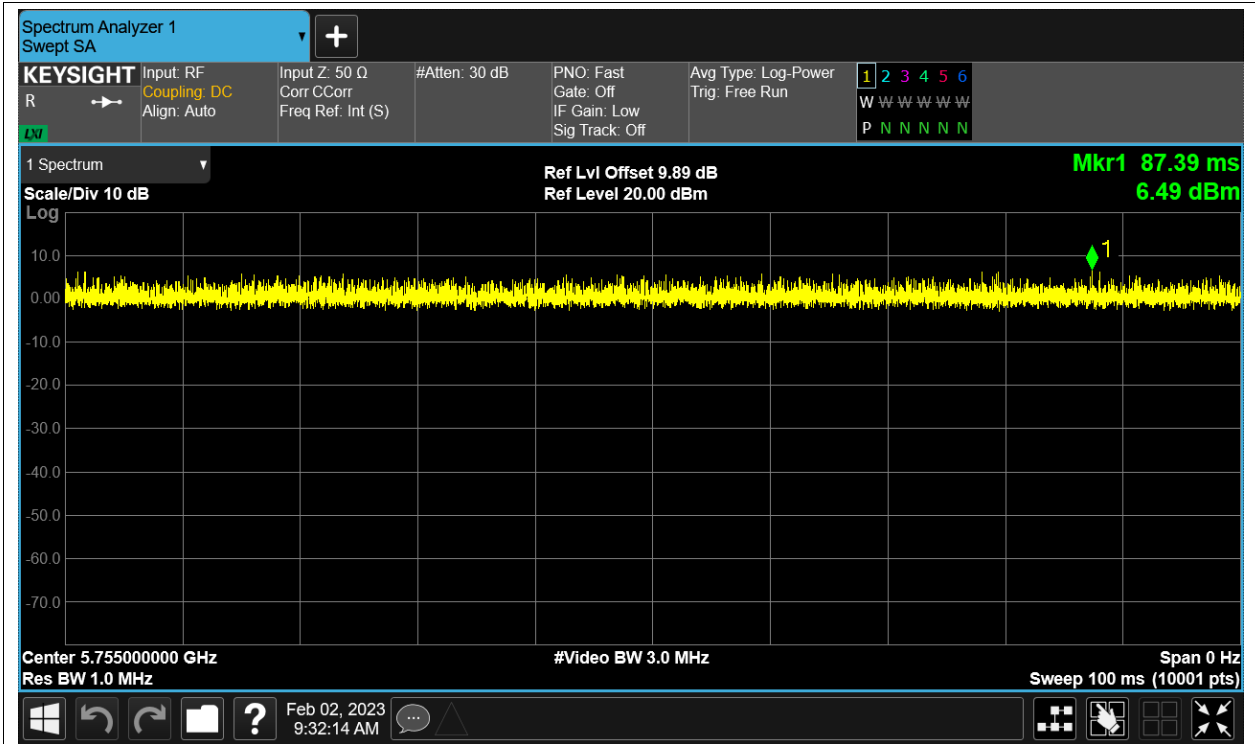 Spectrum Analyzer 1
Swept SA
KEYSIGHT Input: RF Input Z: 50 Ω #Atten: 30 dB PNO: Fast Avg Type: Log-Power 1 2 3 4 5 6
R Coupling: DC Corr CCorr Gate: Off Trig: Free Run W W W W W W
Align: Auto Freq Ref: Int (S) IF Gain: Low
LXI Sig Track: Off P N N N N N
1 Spectrum
Ref Lvl Offset 9.89 dB Mkr1 87.39 ms
Scale/Div 10 dB Ref Level 20.00 dBm 6.49 dBm
Log
1
10.0
0.00
-10.0
-20.0
-30.0
-40.0
-50.0
-60.0
-70.0
Center 5.755000000 GHz #Video BW 3.0 MHz Span 0 Hz
Res BW 1.0 MHz Sweep 100 ms (10001 pts)
? Feb 02, 2023
9:32:14 AM